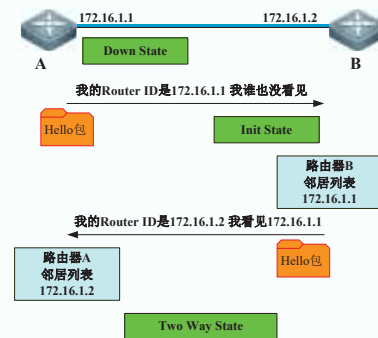 172.16.1.1
172.16.1.2
A
B
Down State
我的Router ID是172.16.1.1 我谁也没看见
Hello包
Init State
路由器B
邻居列表
172.16.1.1
我的Router ID是172.16.1.2 我看见172.16.1.1
路由器A
邻居列表
172.16.1.2
Hello包
Two Way State